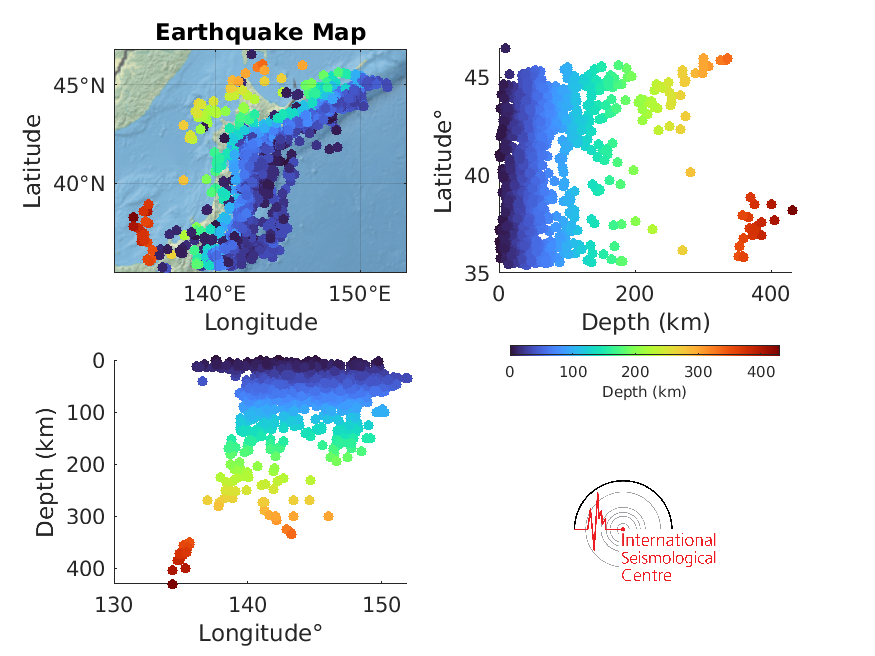 Earthquake Map
45°N
40°N
Latitude
140°E 150°E
Longitude
45
40
35
Latitude°
0 200 400
Depth (km)
0 100 200 300 400
Depth (km)
0
100
200
300
400
Depth (km)
130 140 150
Longitude°
International
Seismological
Centre